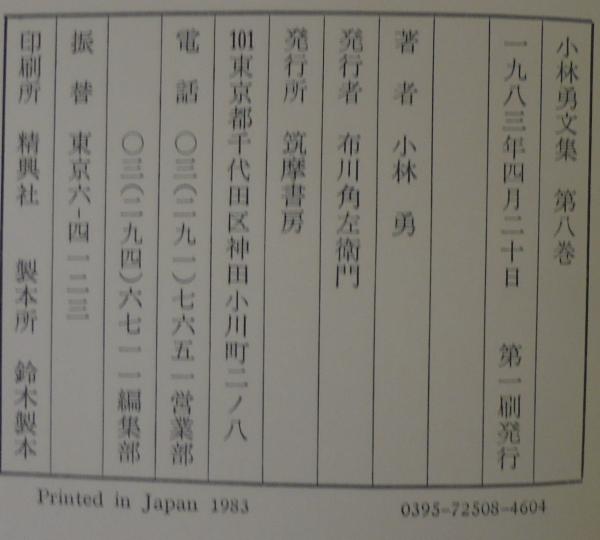 小林勇文集 第八巻
一九八三年四月二十日 第一刷発行
著者 小林 勇
発行者 布川角左衛門
発行所 筑摩書房
101東京都千代田区神田小川町二ノ八
電話 〇三(二九一)七六五一営業部
〇三(二九四)六七一一編集部
振替 東京六-四一二三
印刷所 精興社 製本所 鈴木製本
Printed in Japan 1983
0395-72508-4604